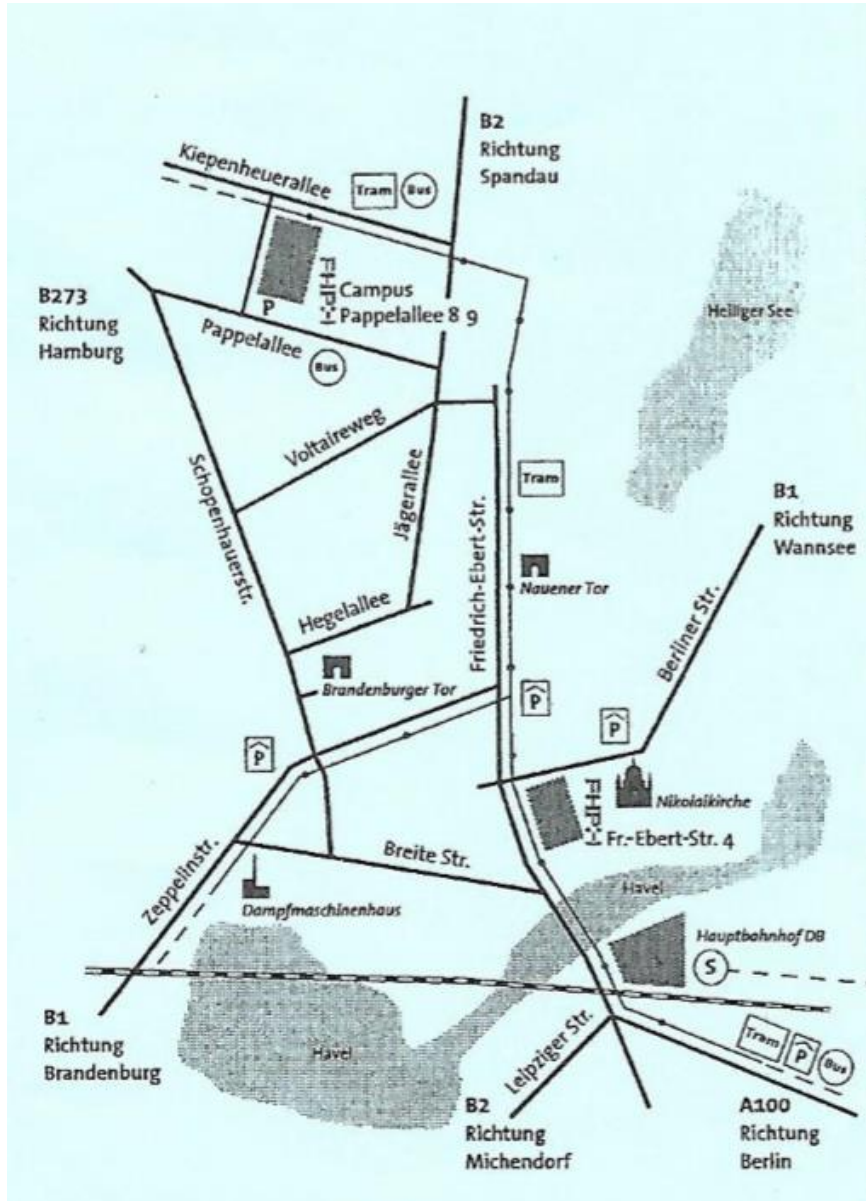 B2
Richtung
Spandau
Kiepenheuerallee
Tram
Bus
FHP
Campus
Pappelallee 8 9
P
B273
Richtung
Hamburg
Pappelallee
Bus
Heiliger See
Voltaireweg
Schopenhauerstr.
Jägerallee
Friedrich-Ebert-Str.
Tram
B1
Richtung
Wannsee
Nauener Tor
Berliner Str.
Hegelallee
Brandenburger Tor
P
P
P
Nikolaikirche
FHP
Fr.-Ebert-Str. 4
Zeppelinstr.
Breite Str.
Dampfmaschinenhaus
Havel
Hauptbahnhof DB
S
B1
Richtung
Brandenburg
Havel
Leipziger Str.
Tram
P
Bus
B2
Richtung
Michendorf
A100
Richtung
Berlin